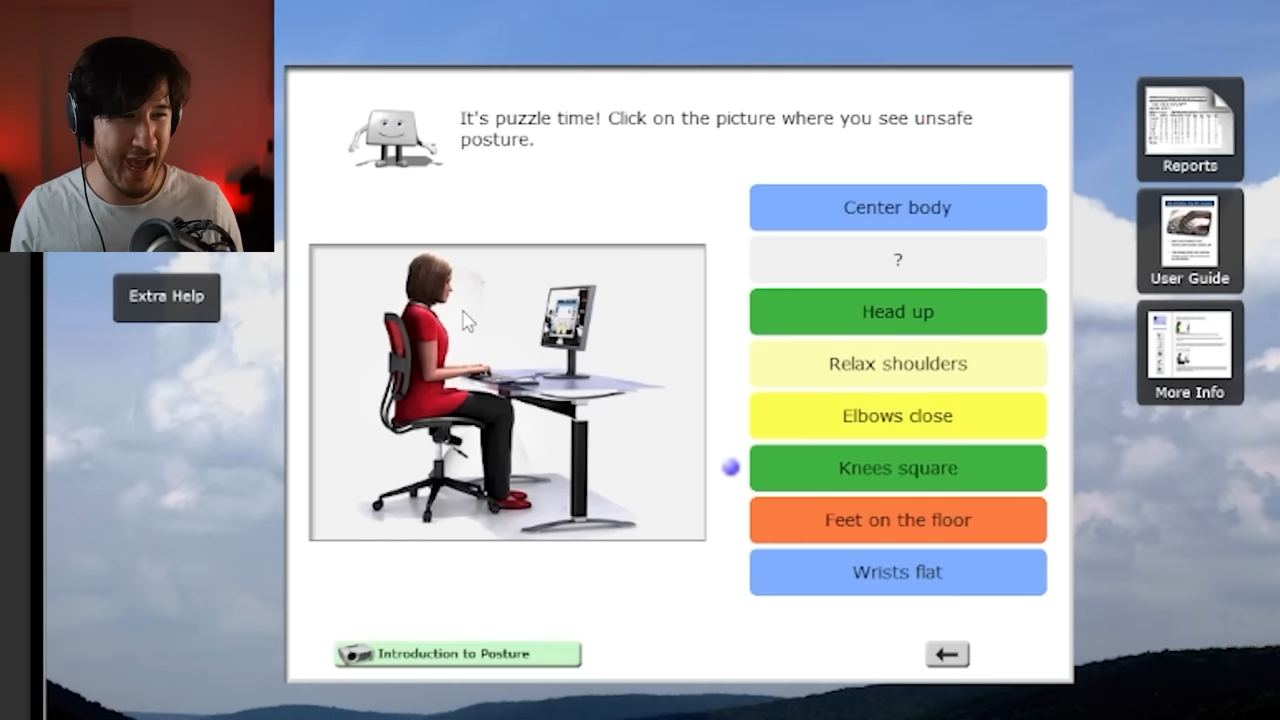 It's puzzle time! Click on the picture where you see unsafe
posture.
Center body
?
Head up
Relax shoulders
Elbows close
Knees square
Feet on the floor
Wrists flat
Introduction to Posture
Extra Help
Reports
User Guide
More Info